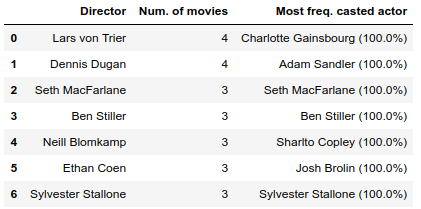 Director Num. of movies Most freq. casted actor
0 Lars von Trier 4 Charlotte Gainsbourg (100.0%)
1 Dennis Dugan 4 Adam Sandler (100.0%)
2 Seth MacFarlane 3 Seth MacFarlane (100.0%)
3 Ben Stiller 3 Ben Stiller (100.0%)
4 Neill Blomkamp 3 Sharlto Copley (100.0%)
5 Ethan Coen 3 Josh Brolin (100.0%)
6 Sylvester Stallone 3 Sylvester Stallone (100.0%)